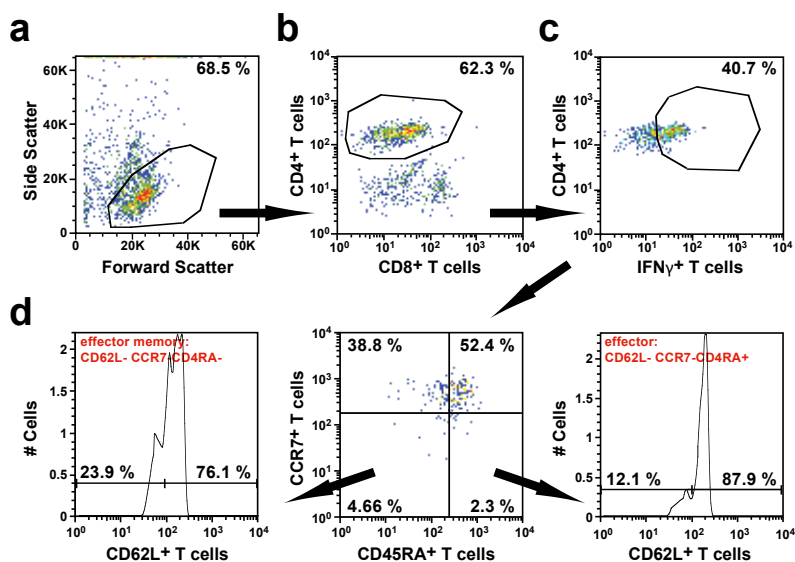 a
68.5 %
60K
40K
20K
0
Side Scatter
0 20K 40K 60K
Forward Scatter
b
62.3 %
10⁴
10³
10²
10¹
10⁰
CD4⁺ T cells
10⁰ 10¹ 10² 10³ 10⁴
CD8⁺ T cells
c
40.7 %
10⁴
10³
10²
10¹
10⁰
CD4⁺ T cells
10⁰ 10¹ 10² 10³ 10⁴
IFNγ⁺ T cells
d
effector memory:
CD62L- CCR7-CD4RA-
2
1.5
1
0.5
0
# Cells
23.9 % 76.1 %
10⁰ 10¹ 10² 10³ 10⁴
CD62L⁺ T cells
38.8 % 52.4 %
10⁴
10³
10²
10¹
10⁰
CCR7⁺ T cells
4.66 % 2.3 %
10⁰ 10¹ 10² 10³ 10⁴
CD45RA⁺ T cells
effector:
CD62L- CCR7-CD4RA+
2
1.5
1
0.5
0
# Cells
12.1 % 87.9 %
10⁰ 10¹ 10² 10³ 10⁴
CD62L⁺ T cells